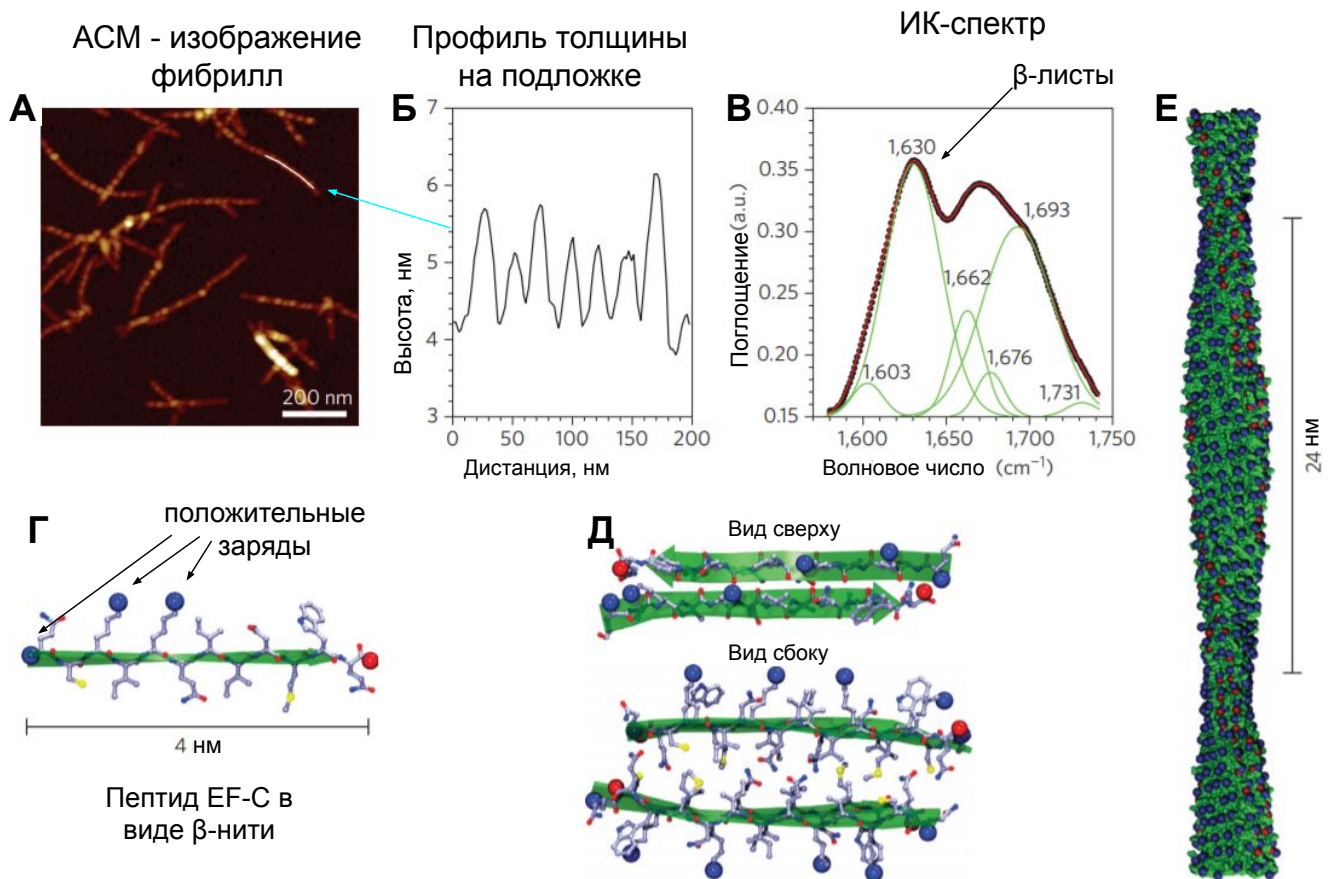 АСМ - изображение
фибрилл
Профиль толщины
на подложке
ИК-спектр
β-листы
А
200 nm
Б
7
6
5
4
3
Высота, нм
0
50
100
150
200
Дистанция, нм
В
0.40
0.35
0.30
0.25
0.20
0.15
Поглощение (a.u.)
1,630
1,693
1,662
1,676
1,603
1,731
1,600
1,650
1,700
1,750
Волновое число (cm⁻¹)
Е
24 нм
Г
положительные
заряды
4 нм
Пептид EF-C в
виде β-нити
Д
Вид сверху
Вид сбоку